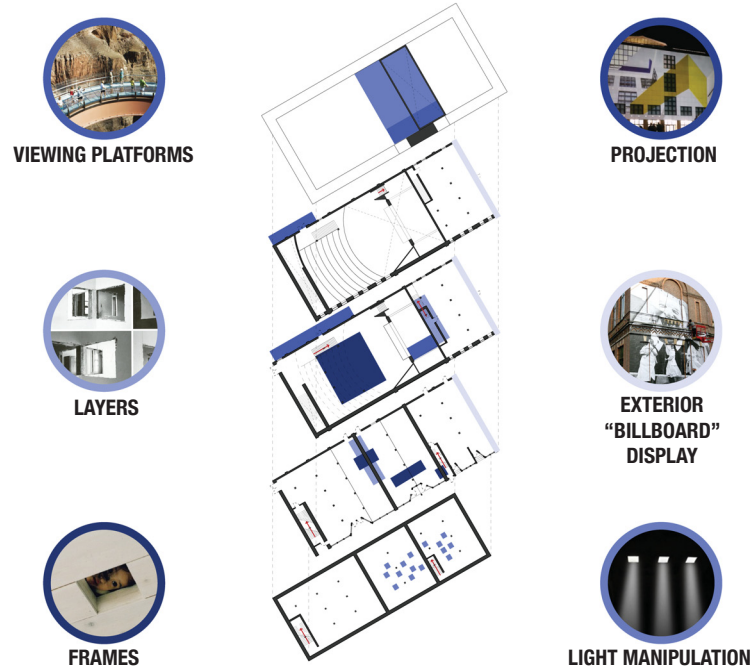 VIEWING PLATFORMS
PROJECTION
LAYERS
EXTERIOR
“BILLBOARD”
DISPLAY
FRAMES
LIGHT MANIPULATION